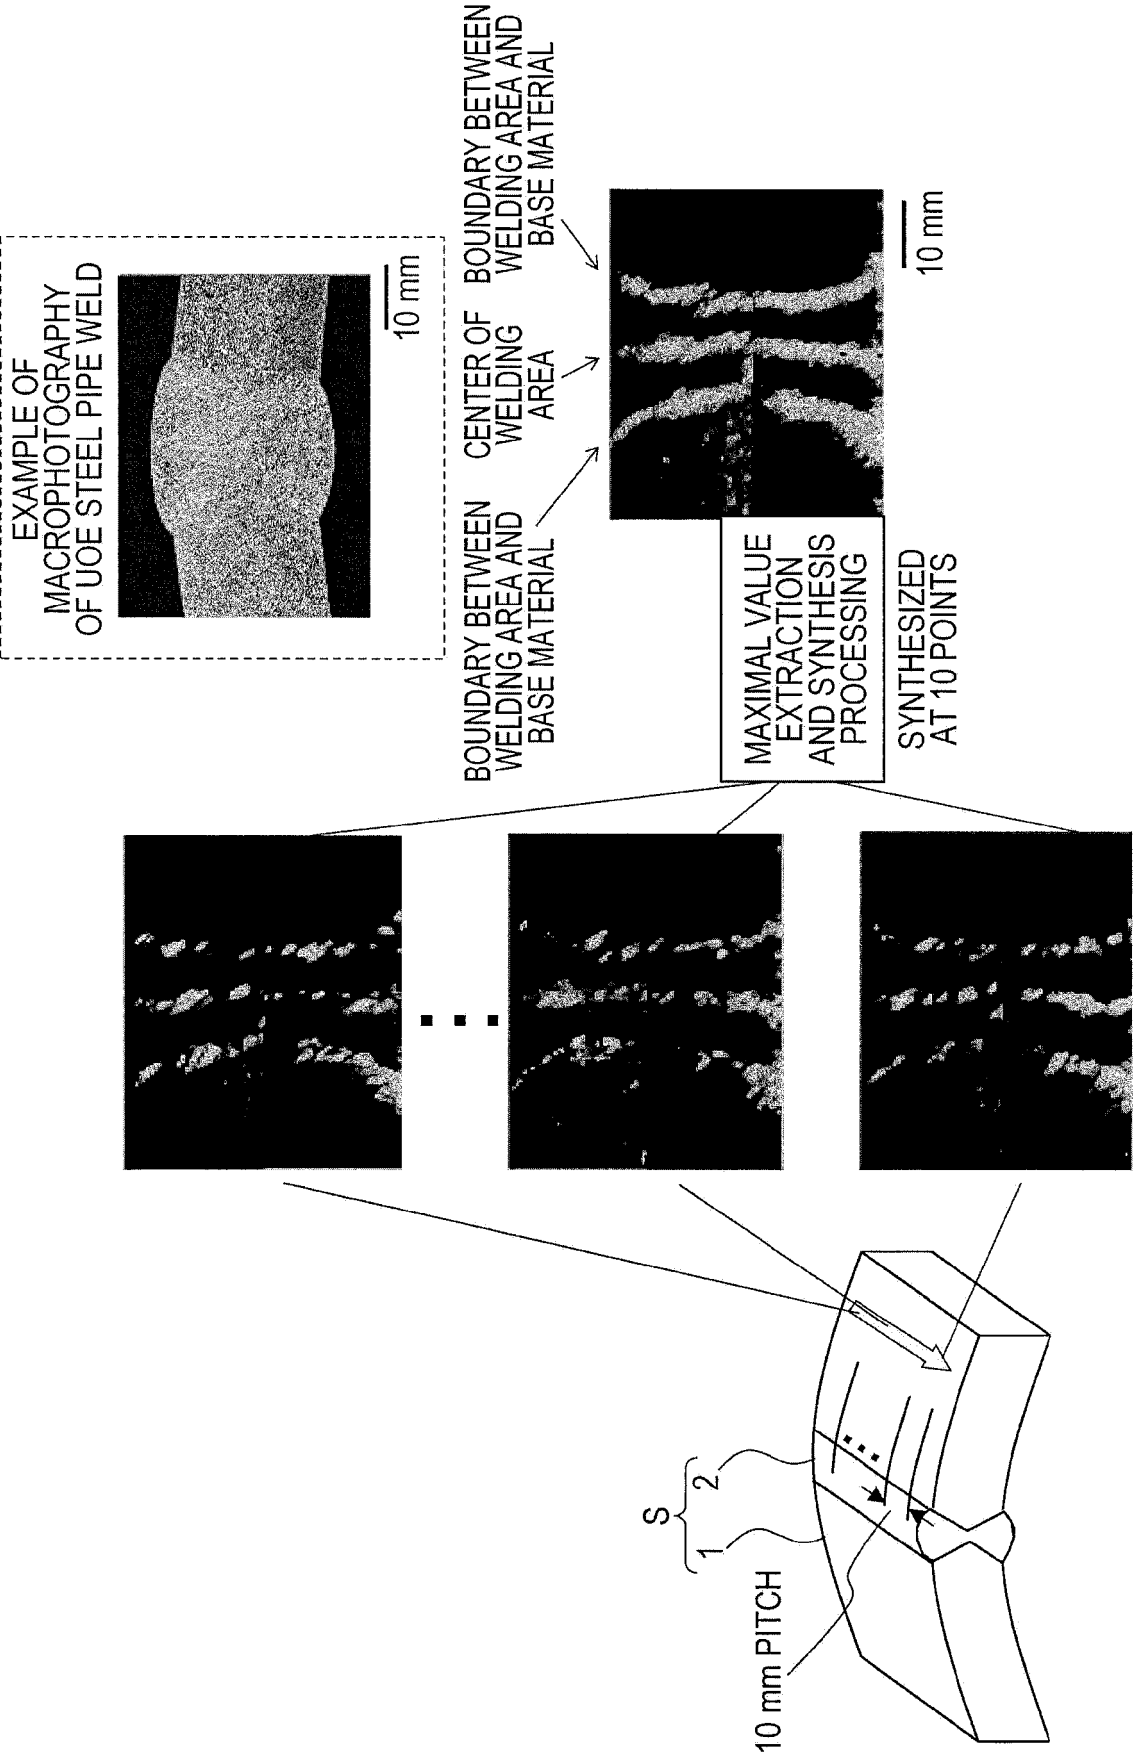 EXAMPLE OF
MACROPHOTOGRAPHY
OF UOE STEEL PIPE WELD
10 mm
BOUNDARY BETWEEN
WELDING AREA AND
BASE MATERIAL
CENTER OF
WELDING
AREA
BOUNDARY BETWEEN
WELDING AREA AND
BASE MATERIAL
10 mm
MAXIMAL VALUE
EXTRACTION
AND SYNTHESIS
PROCESSING
SYNTHESIZED
AT 10 POINTS
S
1
2
10 mm PITCH